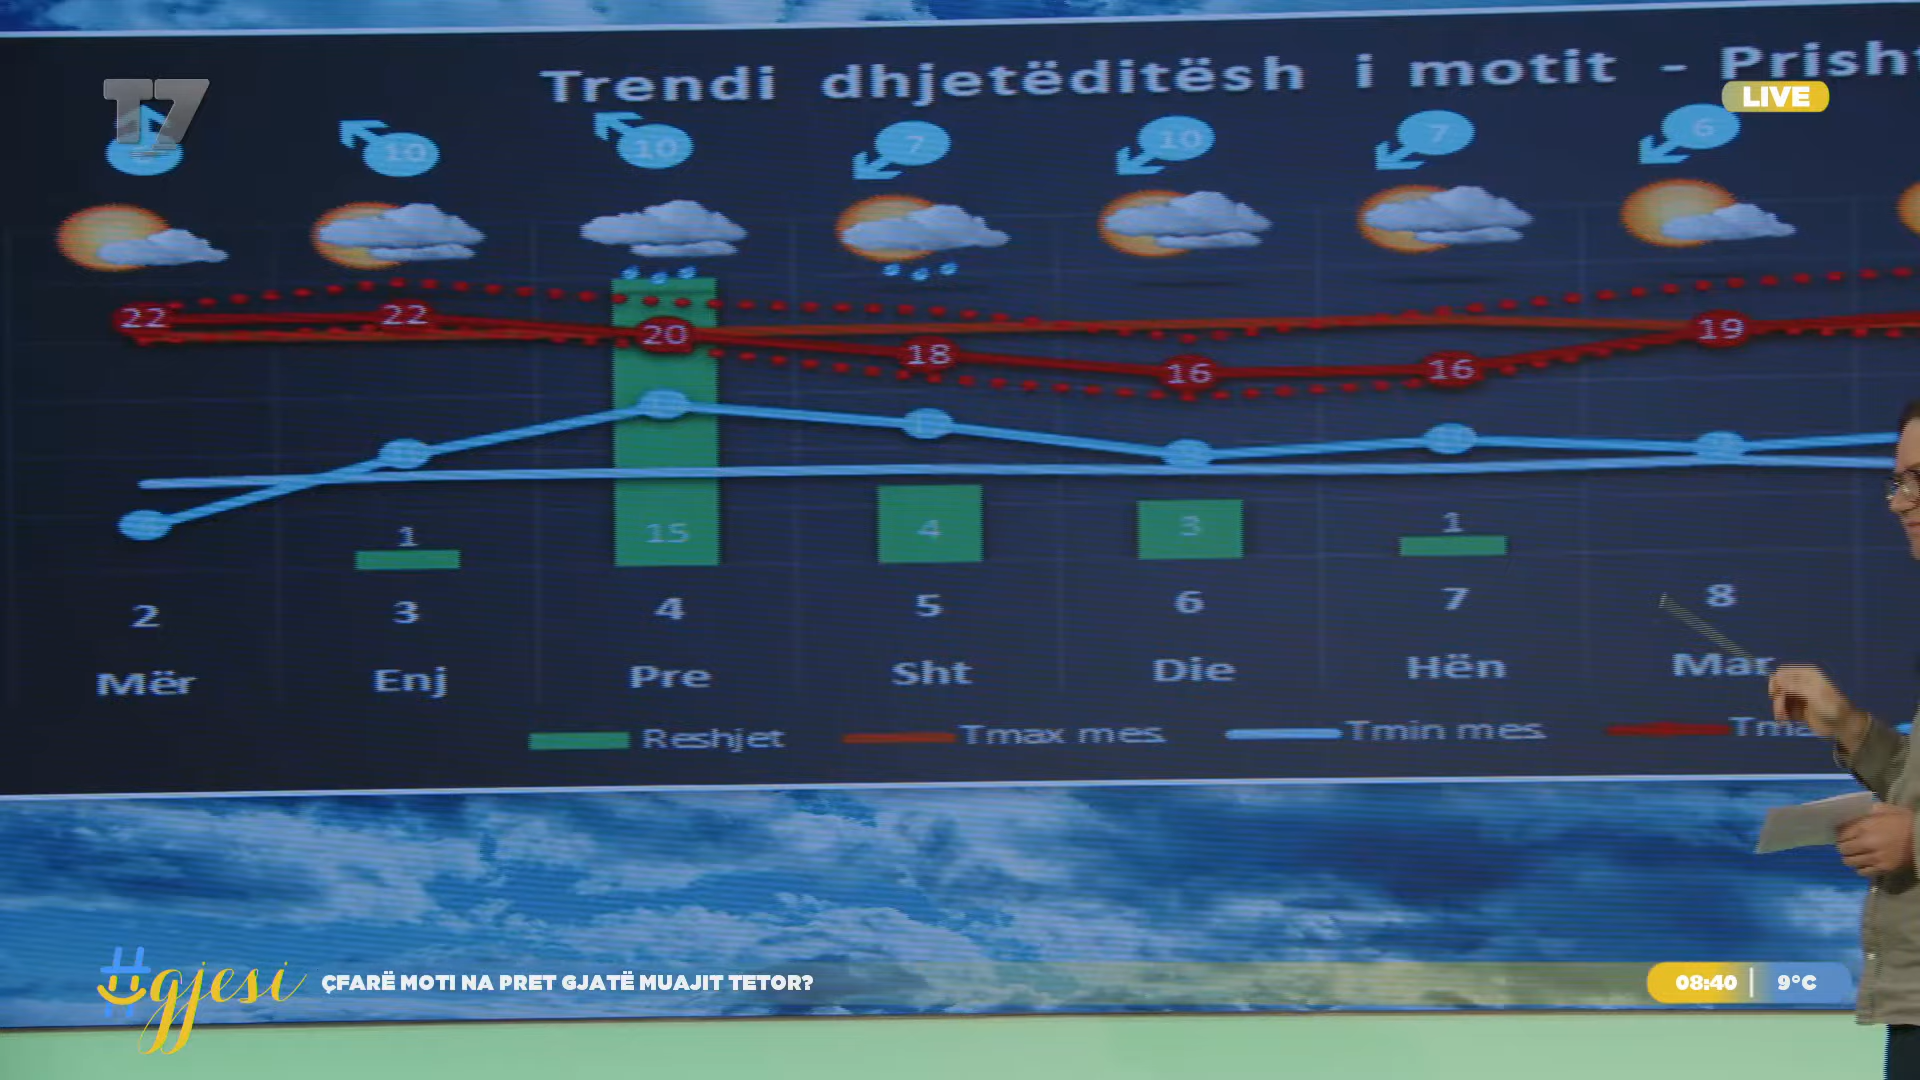 Trendi dhjetëditësh i motit - Prisht
T7
LIVE
10 10 7 10 7 6
22 22 20 18 16 16 19
1 15 4 3 1
2 3 4 5 6 7 8
Mër Enj Pre Sht Die Hën Mar
Reshjet Tmax mes. Tmin mes. Tma
#gjesi ÇFARË MOTI NA PRET GJATË MUAJIT TETOR? 08:40 | 9°C